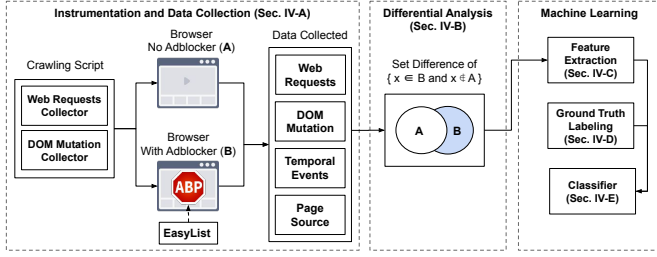 Instrumentation and Data Collection (Sec. IV-A)
Crawling Script
Web Requests
Collector
DOM Mutation
Collector
Browser
No Adblocker (A)
Browser
With Adblocker (B)
ABP
EasyList
Data Collected
Web
Requests
DOM
Mutation
Temporal
Events
Page
Source
Differential Analysis
(Sec. IV-B)
Set Difference of
{ x ∈ B and x ∉ A }
A
B
Machine Learning
Feature
Extraction
(Sec. IV-C)
Ground Truth
Labeling
(Sec. IV-D)
Classifier
(Sec. IV-E)